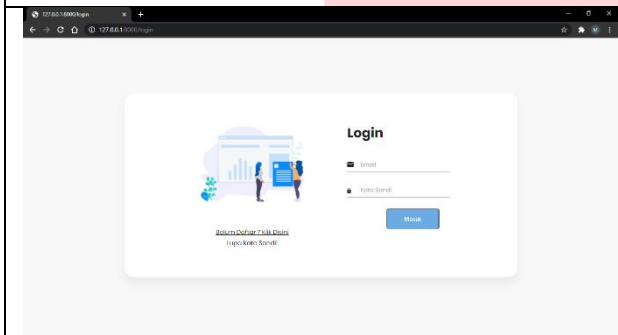 127.0.0.1:8000/login
127.0.0.1:8000/login
Login
Email
Kata Sandi
Masuk
Belum Daftar ? Klik Disini
Lupa Kata Sandi